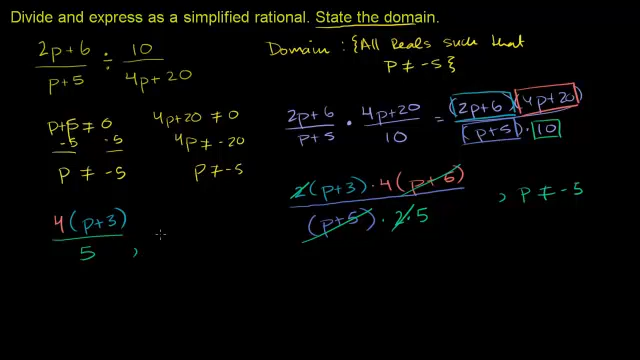 Divide and express as a simplified rational. State the domain.
2p+6 / p+5 ÷ 10 / 4p+20
Domain : {All Reals such that
p ≠ -5}
p+5 ≠ 0
-5 -5
p ≠ -5
4p+20 ≠ 0
4p ≠ -20
p ≠ -5
2p+6 / p+5 · 4p+20 / 10 = (2p+6)(4p+20) / (p+5)·10
2(p+3)·4(p+5) / (p+5)·2·5 , p ≠ -5
4(p+3) / 5 ,